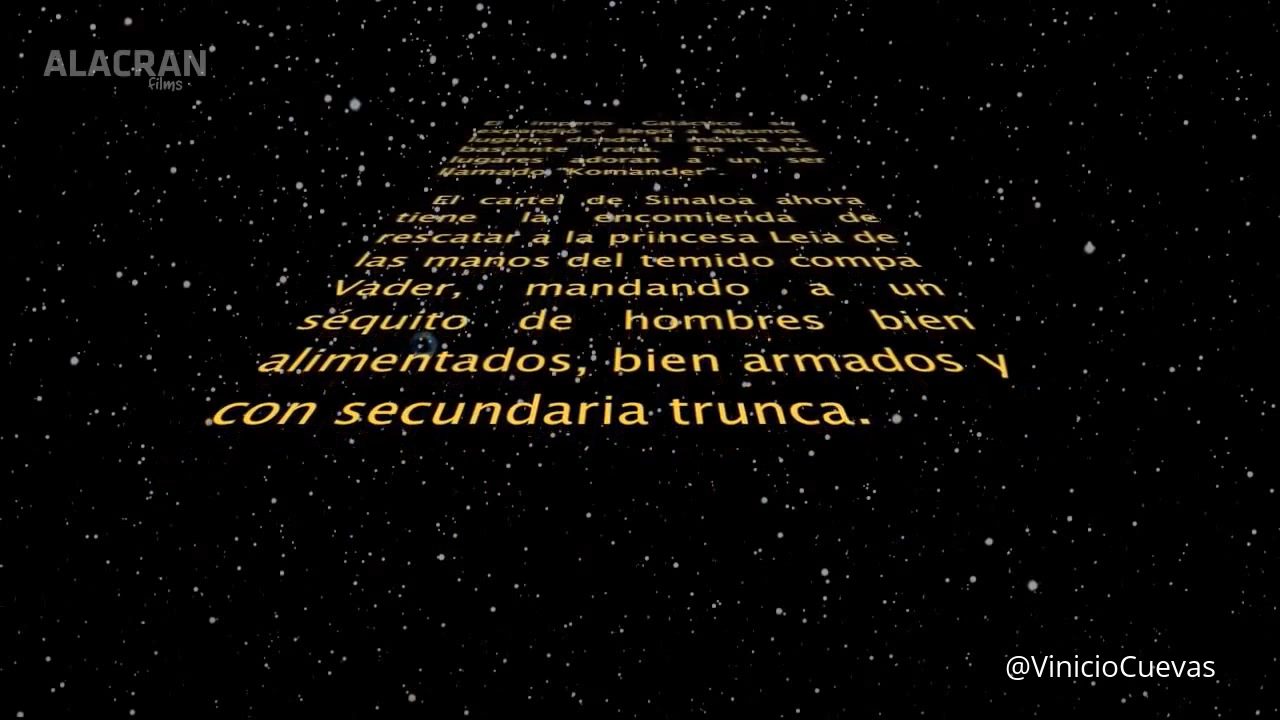 ALACRAN
films
El imperio Galáctico se
expandió y llegó a algunos
lugares donder la música es
bastante rara. En tales
lugares adoran a un ser
llamado "Komander".
El cartel de Sinaloa ahora
tiene la encomienda de
rescatar a la princesa Leia de
las manos del temido compa
Vader, mandando a un
séquito de hombres bien
alimentados, bien armados y
con secundaria trunca.
@VinicioCuevas